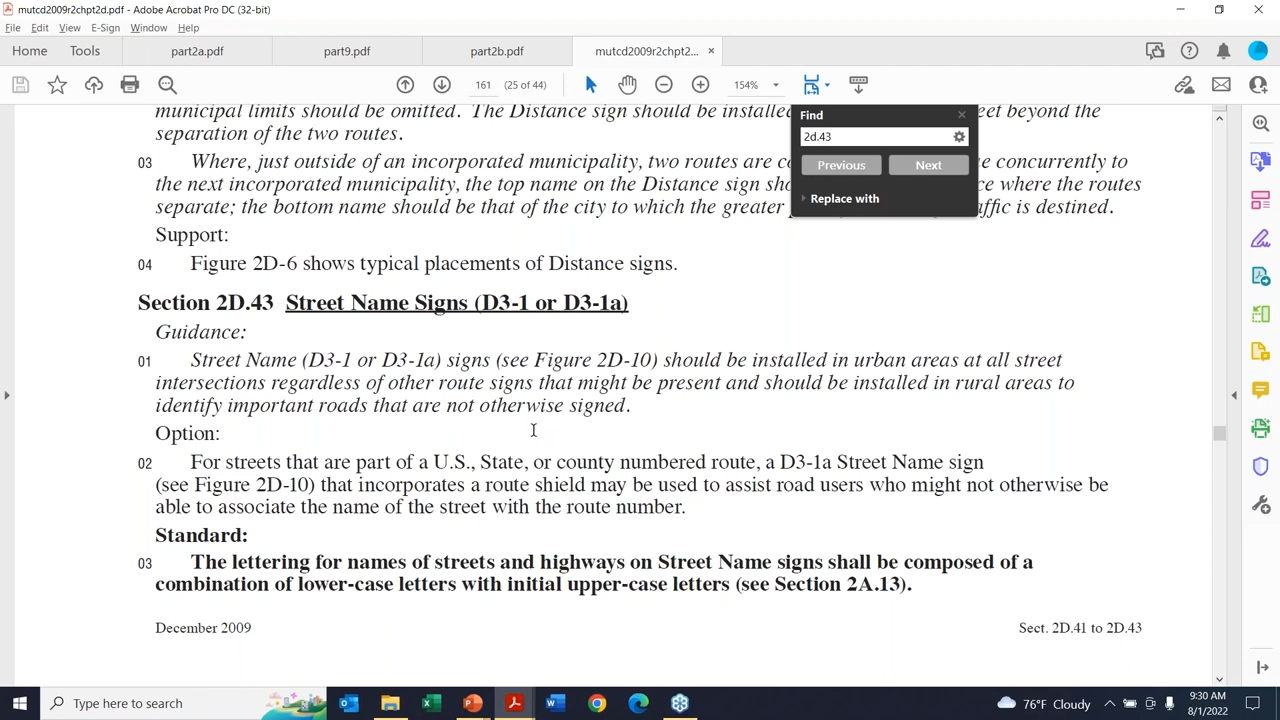 mutcd2009r2chpt2d.pdf - Adobe Acrobat Pro DC (32-bit)
File Edit View E-Sign Window Help
Home Tools part2a.pdf part9.pdf part2b.pdf mutcd2009r2chpt2... ×
161 (25 of 44) 154%
municipal limits should be omitted. The Distance sign should be installed
eet beyond the
separation of the two routes.
03 Where, just outside of an incorporated municipality, two routes are co
e concurrently to
the next incorporated municipality, the top name on the Distance sign sho
ce where the routes
separate; the bottom name should be that of the city to which the greater
affic is destined.
Find
2d.43
Previous Next
Replace with
Support:
04 Figure 2D-6 shows typical placements of Distance signs.
Section 2D.43 Street Name Signs (D3-1 or D3-1a)
Guidance:
01 Street Name (D3-1 or D3-1a) signs (see Figure 2D-10) should be installed in urban areas at all street
intersections regardless of other route signs that might be present and should be installed in rural areas to
identify important roads that are not otherwise signed.
Option:
02 For streets that are part of a U.S., State, or county numbered route, a D3-1a Street Name sign
(see Figure 2D-10) that incorporates a route shield may be used to assist road users who might not otherwise be
able to associate the name of the street with the route number.
Standard:
03 The lettering for names of streets and highways on Street Name signs shall be composed of a
combination of lower-case letters with initial upper-case letters (see Section 2A.13).
December 2009 Sect. 2D.41 to 2D.43
Type here to search
76°F Cloudy
9:30 AM
8/1/2022